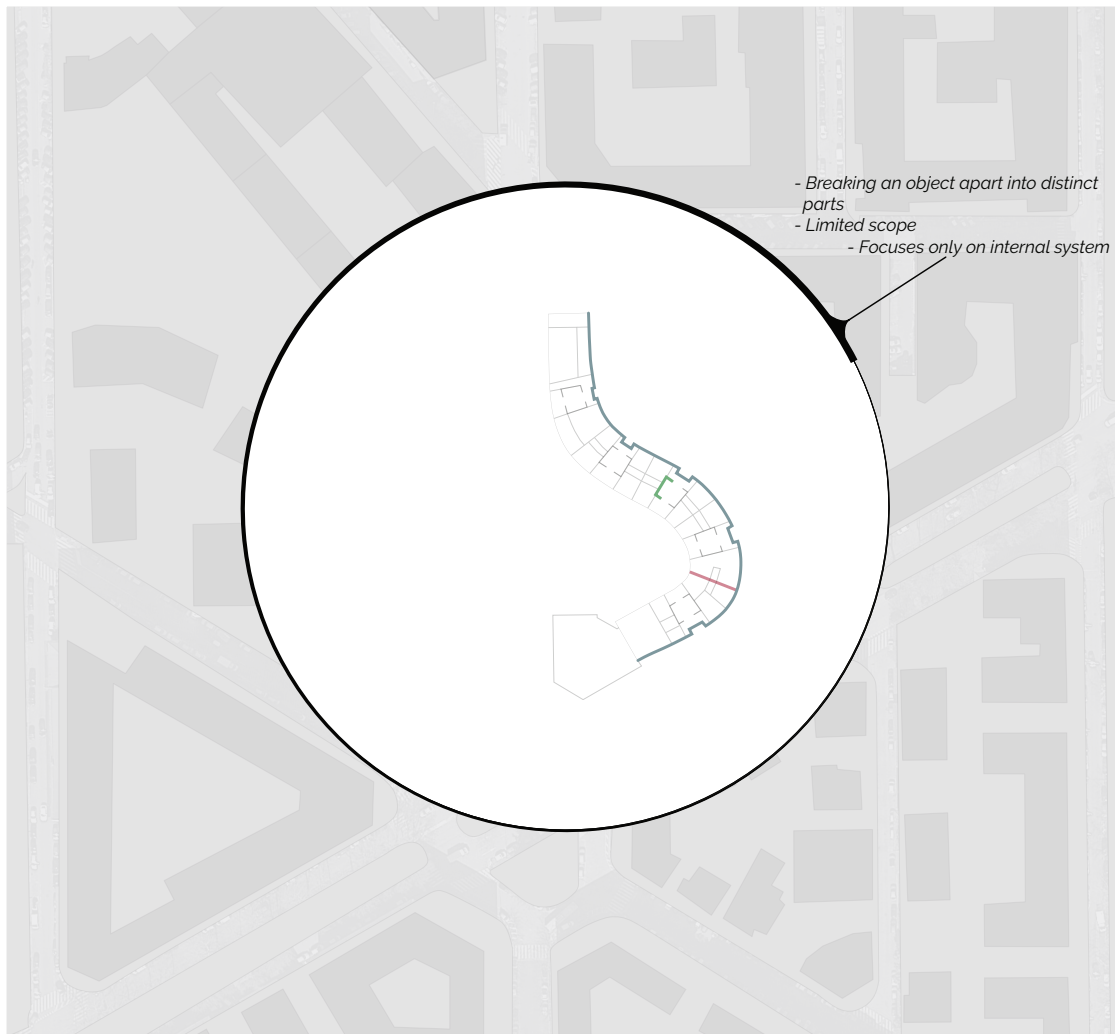 - Breaking an object apart into distinct
parts
- Limited scope
- Focuses only on internal system